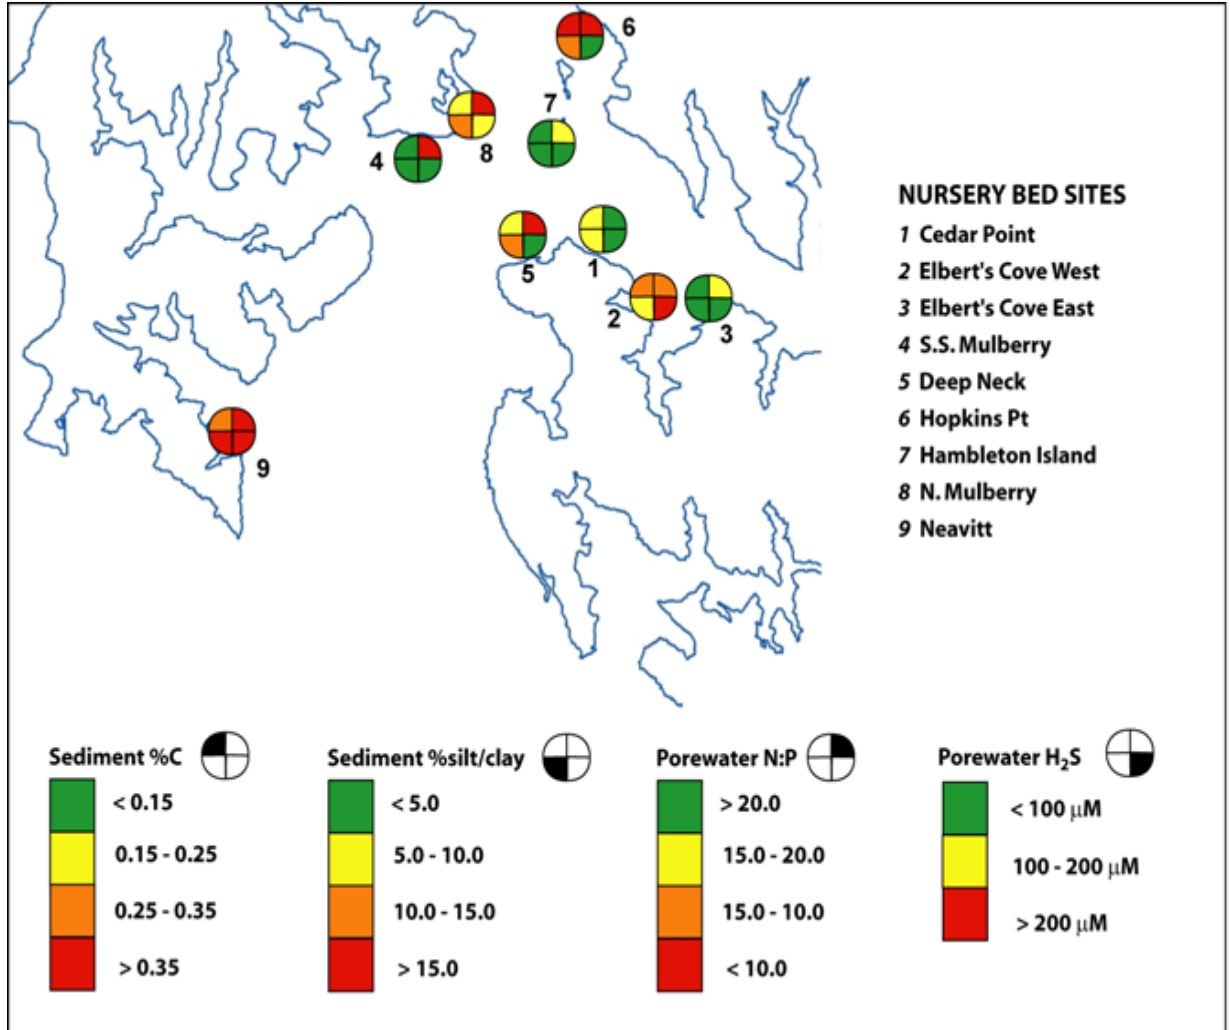 6
7
4
8
5
1
2
3
9
NURSERY BED SITES
1 Cedar Point
2 Elbert's Cove West
3 Elbert's Cove East
4 S.S. Mulberry
5 Deep Neck
6 Hopkins Pt
7 Hambleton Island
8 N. Mulberry
9 Neavitt
Sediment %C
< 0.15
0.15 - 0.25
0.25 - 0.35
> 0.35
Sediment %silt/clay
< 5.0
5.0 - 10.0
10.0 - 15.0
> 15.0
Porewater N:P
> 20.0
15.0 - 20.0
15.0 - 10.0
< 10.0
Porewater H₂S
< 100 μM
100 - 200 μM
> 200 μM